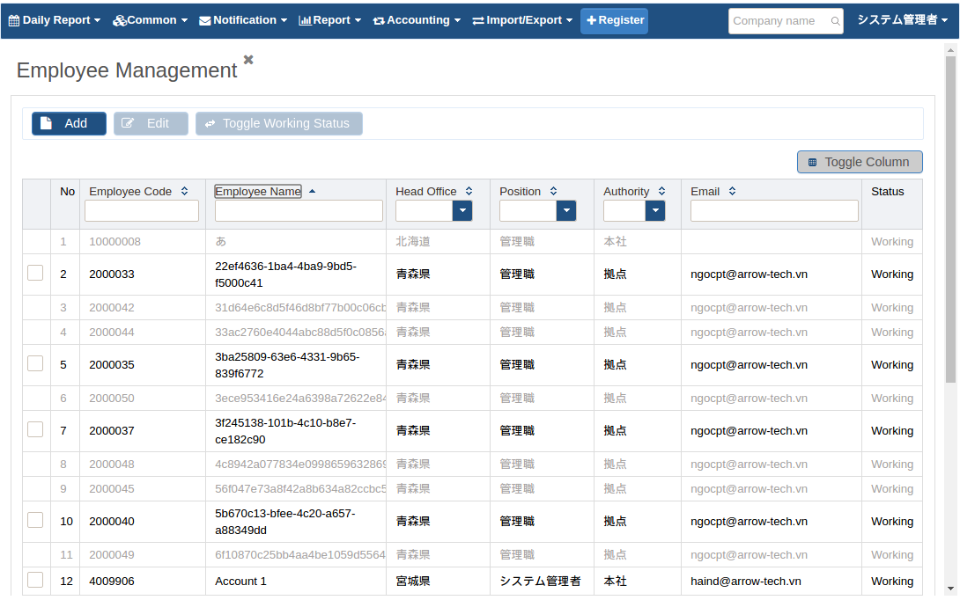 Daily Report Common Notification Report Accounting Import/Export Register Company name システム管理者
Employee Management
Add Edit Toggle Working Status
Toggle Column
No Employee Code Employee Name Head Office Position Authority Email Status
1 10000008 あ 北海道 管理職 本社 Working
2 2000033 22ef4636-1ba4-4ba9-9bd5-f5000c41 青森県 管理職 拠点 ngocpt@arrow-tech.vn Working
3 2000042 31d64e6c8d5f46d8bf77b00c06cb 青森県 管理職 拠点 ngocpt@arrow-tech.vn Working
4 2000044 33ac2760e4044abc88d5f0c0856 青森県 管理職 拠点 ngocpt@arrow-tech.vn Working
5 2000035 3ba25809-63e6-4331-9b65-839f6772 青森県 管理職 拠点 ngocpt@arrow-tech.vn Working
6 2000050 3ece953416e24a6398a72622e84 青森県 管理職 拠点 ngocpt@arrow-tech.vn Working
7 2000037 3f245138-101b-4c10-b8e7-ce182c90 青森県 管理職 拠点 ngocpt@arrow-tech.vn Working
8 2000048 4c8942a077834e0998659632869 青森県 管理職 拠点 ngocpt@arrow-tech.vn Working
9 2000045 56f047e73a8f42a8b634a82ccbc5 青森県 管理職 拠点 ngocpt@arrow-tech.vn Working
10 2000040 5b670c13-bfee-4c20-a657-a88349dd 青森県 管理職 拠点 ngocpt@arrow-tech.vn Working
11 2000049 6f10870c25bb4aa4be1059d5564 青森県 管理職 拠点 ngocpt@arrow-tech.vn Working
12 4009906 Account 1 宮城県 システム管理者 本社 haind@arrow-tech.vn Working